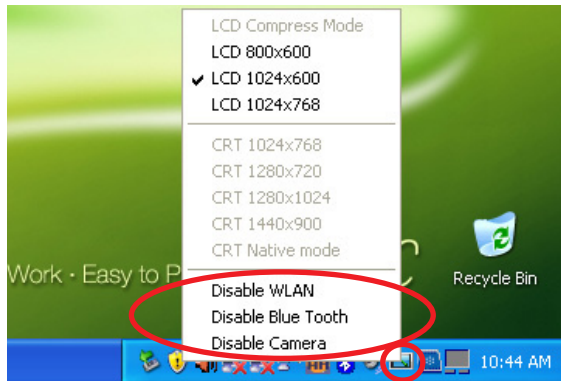 LCD Compress Mode
LCD 800x600
LCD 1024x600
LCD 1024x768
CRT 1024x768
CRT 1280x720
CRT 1280x1024
CRT 1440x900
CRT Native mode
Work · Easy to P
Recycle Bin
Disable WLAN
Disable Blue Tooth
Disable Camera
10:44 AM